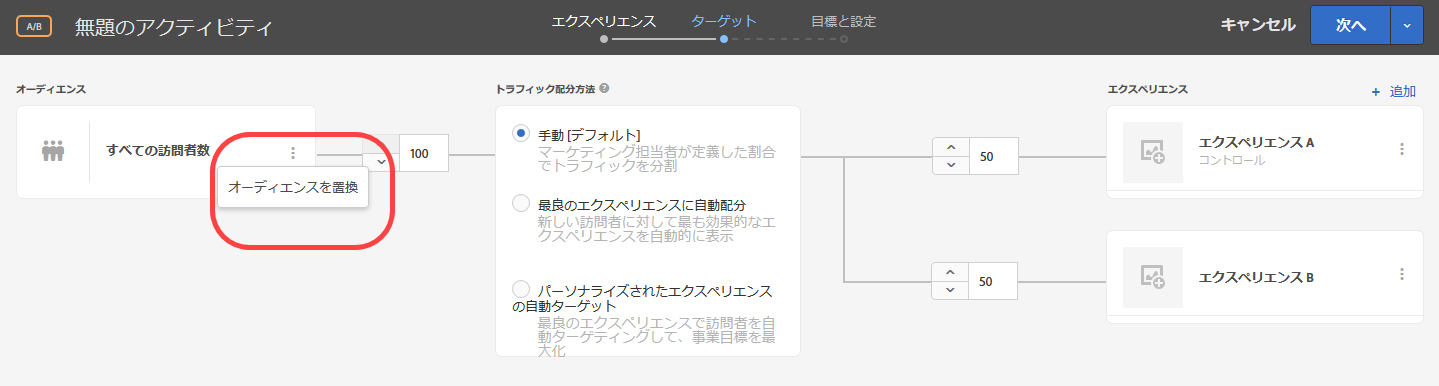 A/B
無題のアクティビティ
エクスペリエンス
ターゲット
目標と設定
キャンセル
次へ
オーディエンス
すべての訪問者数
オーディエンスを置換
100
トラフィック配分方法 ?
手動 [デフォルト]
マーケティング担当者が定義した割合
でトラフィックを分割
最良のエクスペリエンスに自動配分
新しい訪問者に対して最も効果的なエ
クスペリエンスを自動的に表示
パーソナライズされたエクスペリエンス
の自動ターゲット
最良のエクスペリエンスで訪問者を自
動ターゲティングして、事業目標を最
大化
50
50
エクスペリエンス
+ 追加
エクスペリエンス A
コントロール
エクスペリエンス B